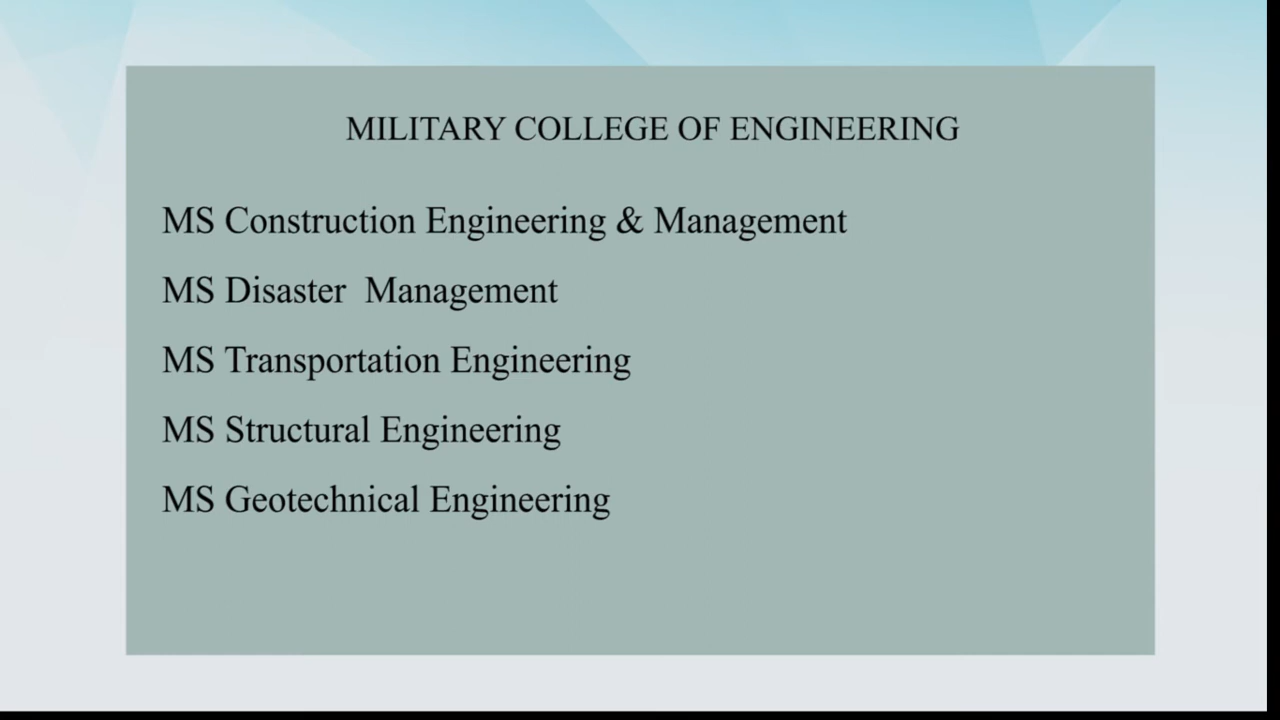 MILITARY COLLEGE OF ENGINEERING
MS Construction Engineering & Management
MS Disaster  Management
MS Transportation Engineering
MS Structural Engineering
MS Geotechnical Engineering